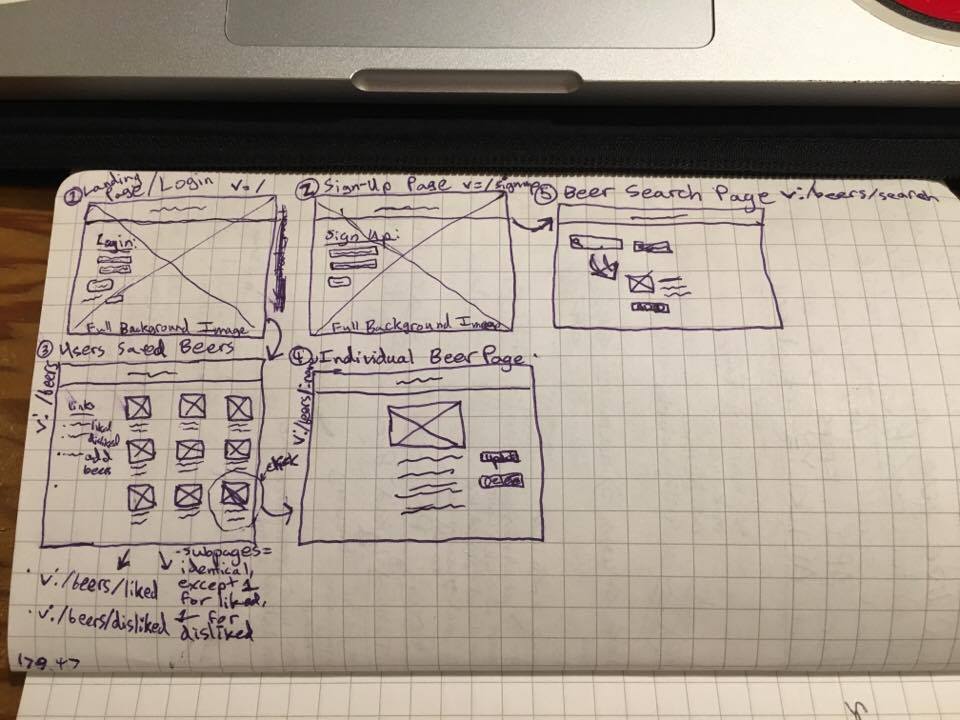 ① Landing Page / Login v=/
Login:
Full Background Image
② Sign-Up Page v=/signup
Sign Up:
Full Background Image
⑤ Beer Search Page v:/beers/search
③ Users Saved Beers
v:/beers
Links
liked
disliked
add beers
click
④ Individual Beer Page
v:/beers/:name
Update
Delete
v:/beers/liked
v:/beers/disliked
-subpages=
identical,
except 1
for liked,
1 for
disliked
179.47